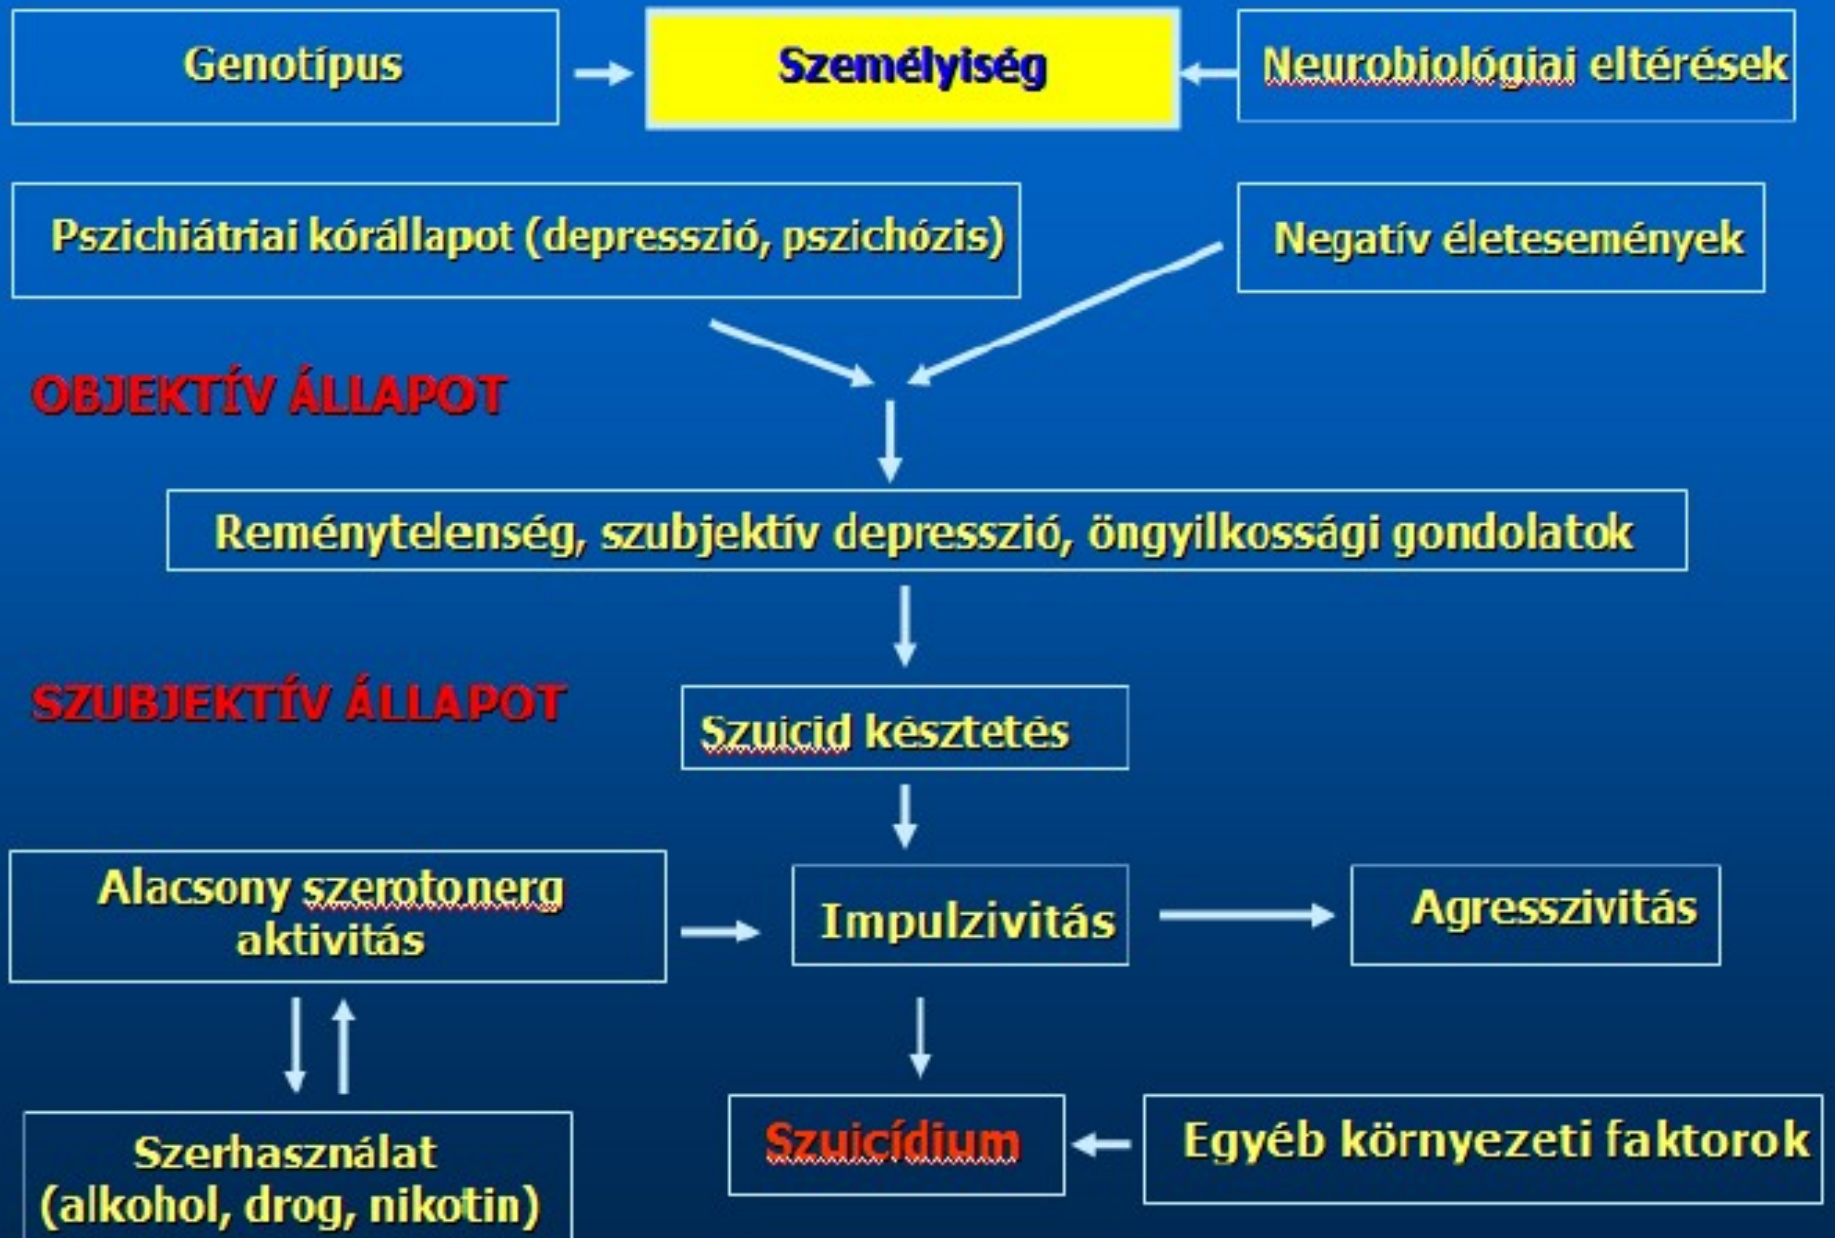 Genotípus
Személyiség
Neurobiológiai eltérések
Pszichiátriai kórállapot (depresszió, pszichózis)
Negatív életesemények
OBJEKTÍV ÁLLAPOT
Reménytelenség, szubjektív depresszió, öngyilkossági gondolatok
SZUBJEKTÍV ÁLLAPOT
Szuicid késztetés
Alacsony szerotonerg
aktivitás
Impulzivitás
Agresszivitás
Szerhasználat
(alkohol, drog, nikotin)
Szuicídium
Egyéb környezeti faktorok